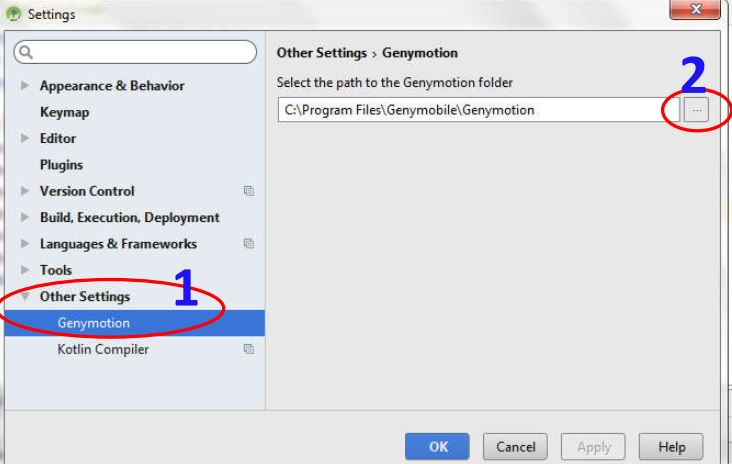 Settings
Other Settings › Genymotion
Select the path to the Genymotion folder
2
C:\Program Files\Genymobile\Genymotion
...
Appearance & Behavior
Keymap
Editor
Plugins
Version Control
Build, Execution, Deployment
Languages & Frameworks
Tools
1
Other Settings
Genymotion
Kotlin Compiler
OK
Cancel
Apply
Help